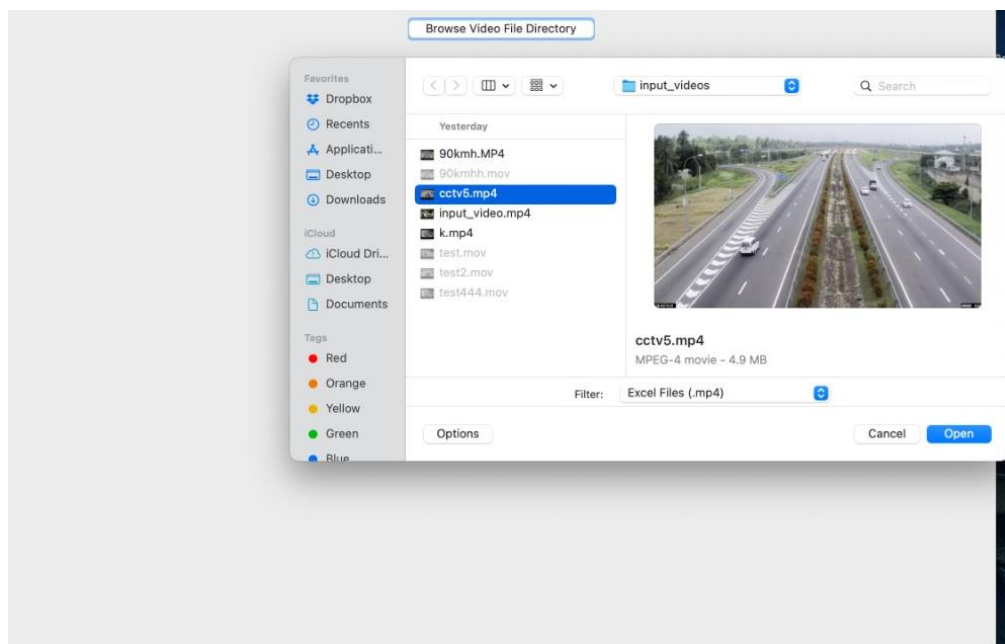 Browse Video File Directory
Favorites
Dropbox
Recents
Applicati...
Desktop
Downloads
iCloud
iCloud Dri...
Desktop
Documents
Tags
Red
Orange
Yellow
Green
Blue
input_videos
Search
Yesterday
90kmh.MP4
90kmhh.mov
cctv5.mp4
input_video.mp4
k.mp4
test.mov
test2.mov
test444.mov
cctv5.mp4
MPEG-4 movie - 4.9 MB
Filter: Excel Files (.mp4)
Options
Cancel
Open